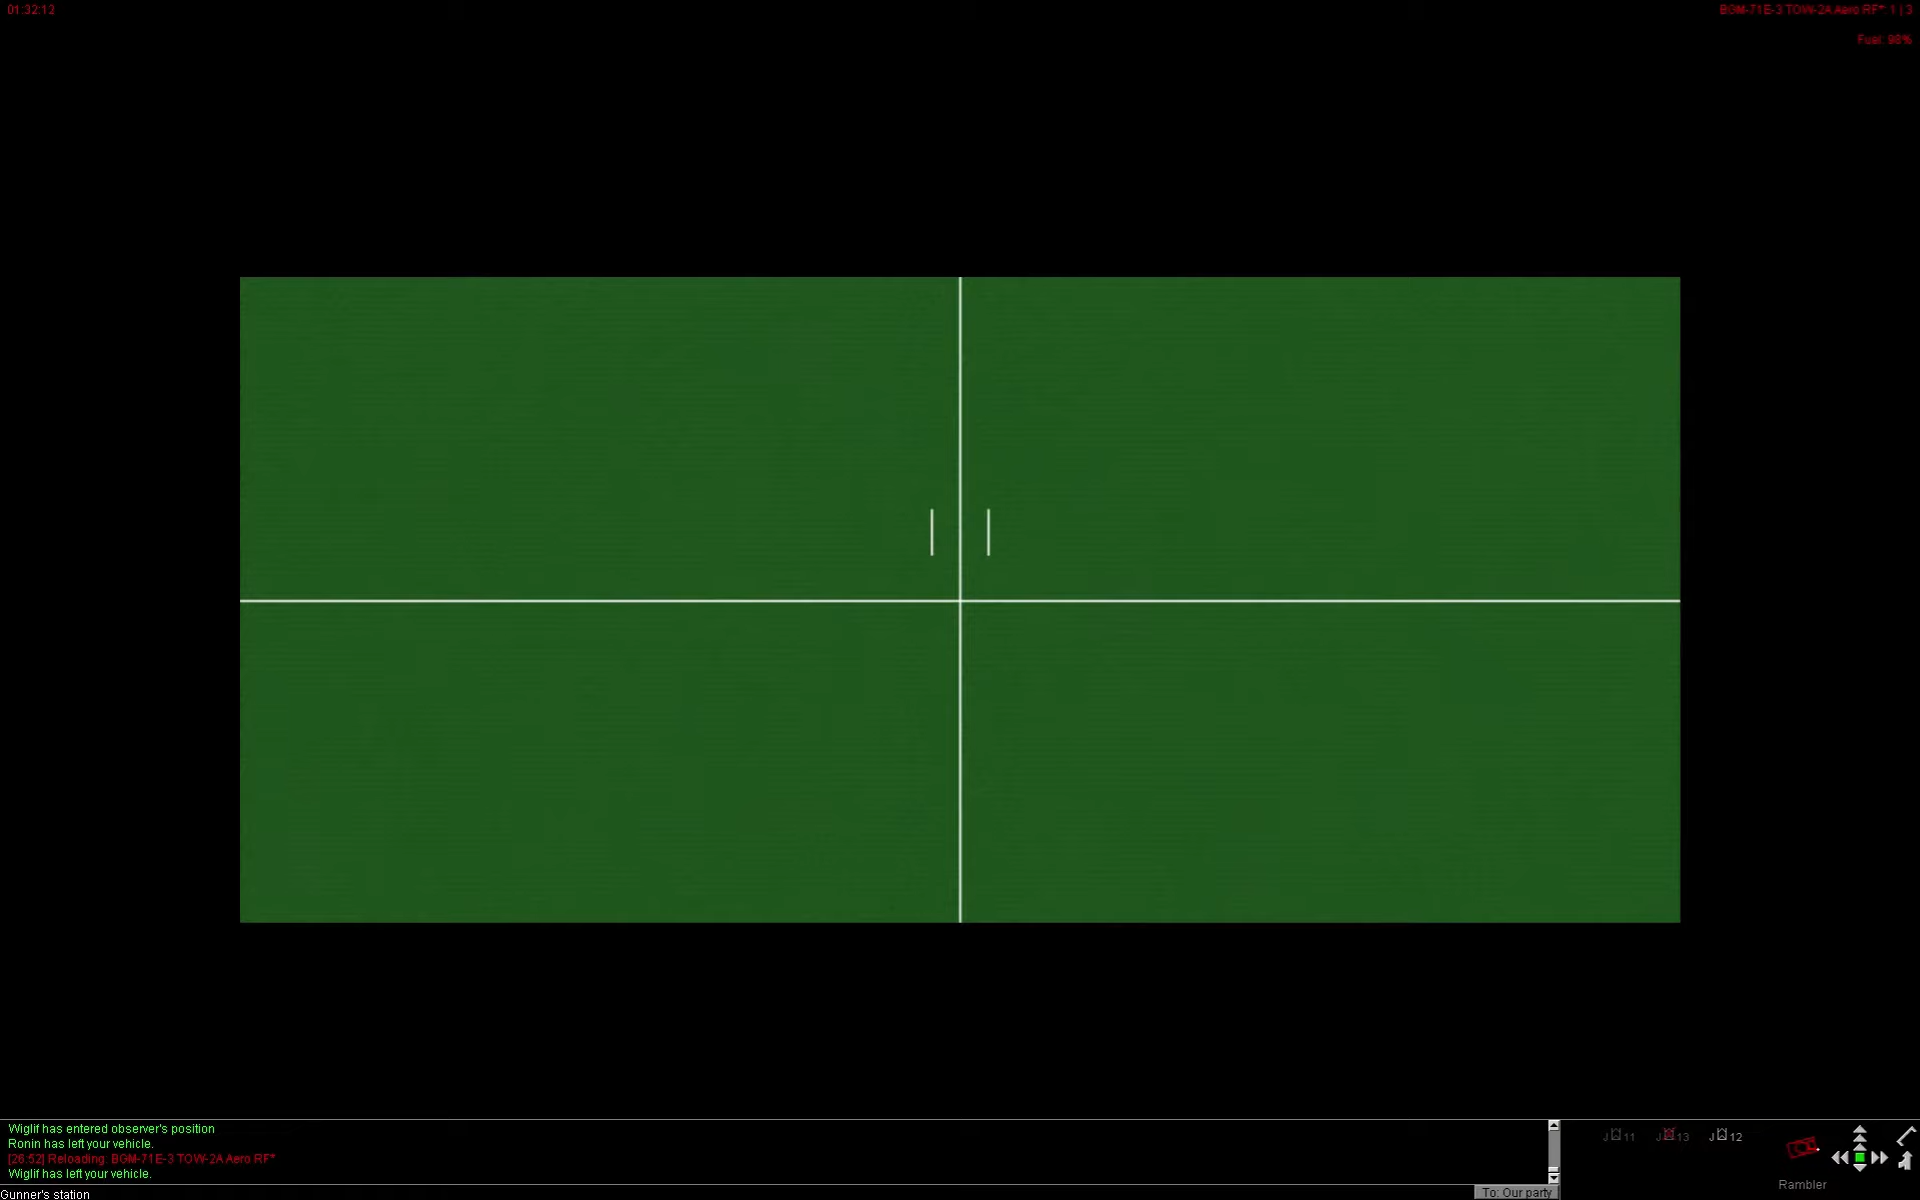 01:32:12
BGM-71E-3 TOW-2A Aero RF*: 1 | 3
Fuel: 98%
Wiglif has entered observer's position
Ronin has left your vehicle.
[26:52] Reloading: BGM-71E-3 TOW-2A Aero RF*
Wiglif has left your vehicle.
Gunner's station
To: Our party
J 11
J 13
J 12
Rambler